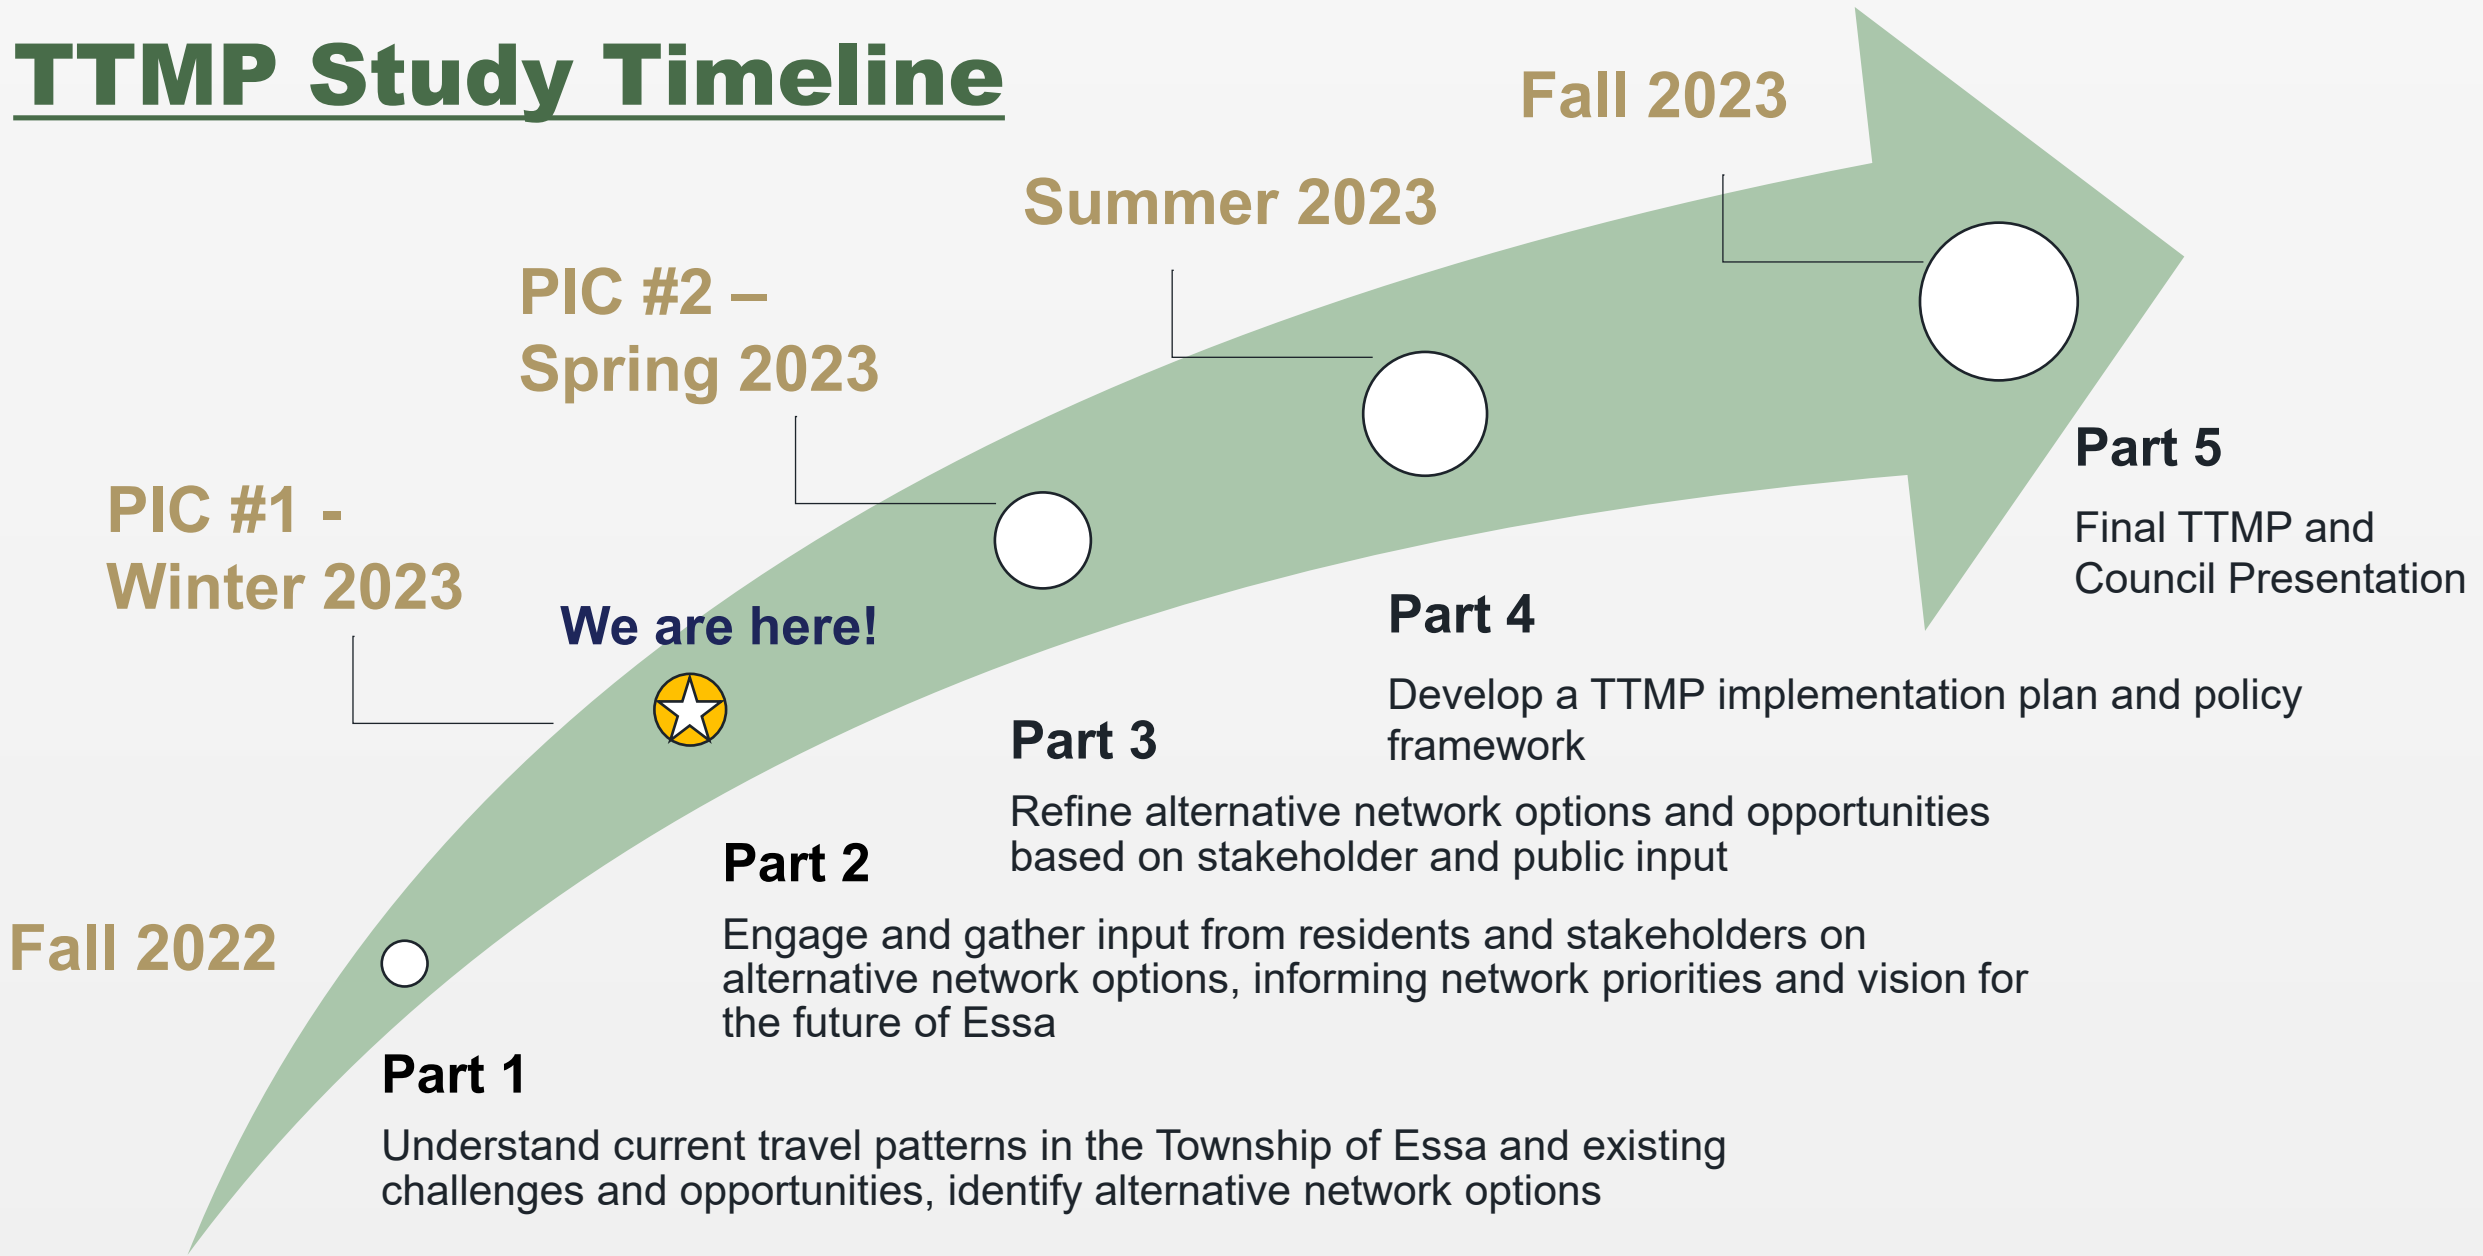 TTMP Study Timeline
Fall 2022
Part 1
Understand current travel patterns in the Township of Essa and existing
challenges and opportunities, identify alternative network options
PIC #1 -
Winter 2023
We are here!
Part 2
Engage and gather input from residents and stakeholders on
alternative network options, informing network priorities and vision for
the future of Essa
PIC #2 –
Spring 2023
Part 3
Refine alternative network options and opportunities
based on stakeholder and public input
Summer 2023
Part 4
Develop a TTMP implementation plan and policy
framework
Fall 2023
Part 5
Final TTMP and
Council Presentation